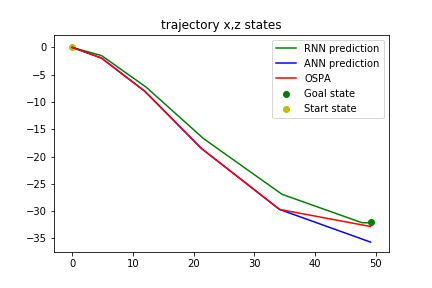 trajectory x,z states
RNN prediction
ANN prediction
OSPA
Goal state
Start state
0
−5
−10
−15
−20
−25
−30
−35
0
10
20
30
40
50